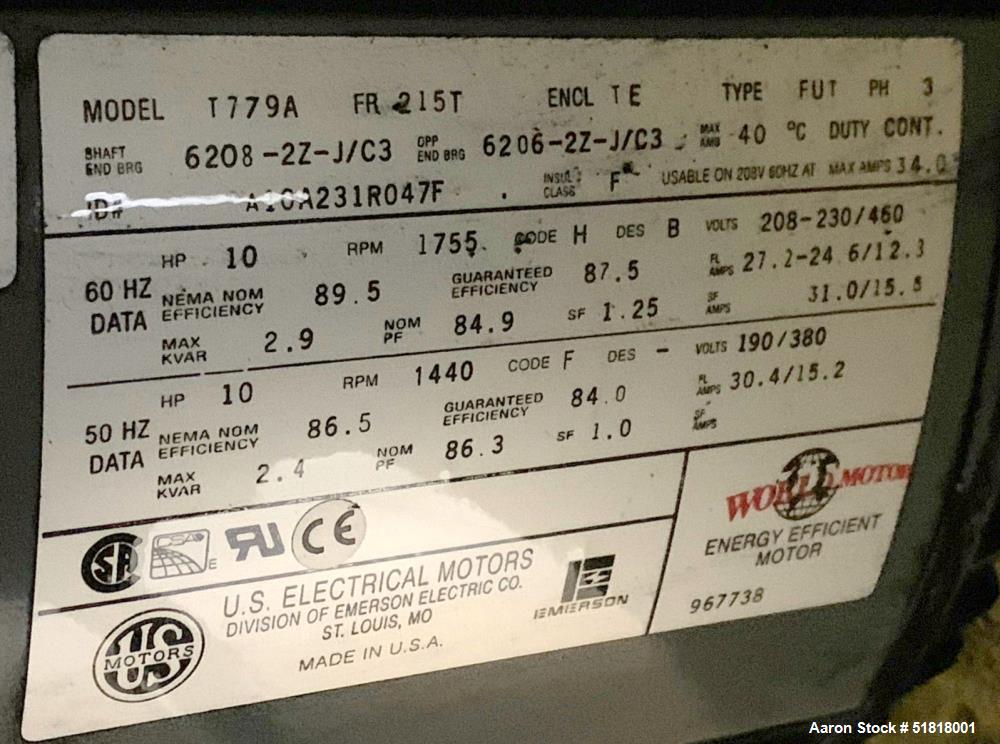 MODEL T779A FR 215T ENCL TE TYPE FUT PH 3
SHAFT END BRG 6208-2Z-J/C3 OPP END BRG 6206-2Z-J/C3 MAX AMB 40 °C DUTY CONT.
ID# A10A231R047F INSUL CLASS F USABLE ON 208V 60HZ AT MAX AMPS 34.0
60 HZ DATA
HP 10 RPM 1755 CODE H DES B VOLTS 208-230/460
NEMA NOM EFFICIENCY 89.5 GUARANTEED EFFICIENCY 87.5 FL AMPS 27.2-24.6/12.3
MAX KVAR 2.9 NOM PF 84.9 SF 1.25 SF AMPS 31.0/15.5
50 HZ DATA
HP 10 RPM 1440 CODE F DES - VOLTS 190/380
NEMA NOM EFFICIENCY 86.5 GUARANTEED EFFICIENCY 84.0 FL AMPS 30.4/15.2
MAX KVAR 2.4 NOM PF 86.3 SF 1.0 SF AMPS
SA CSA E RU CE
US MOTORS
U.S. ELECTRICAL MOTORS
DIVISION OF EMERSON ELECTRIC CO.
ST. LOUIS, MO
MADE IN U.S.A.
EMERSON
WORLD MOTOR
ENERGY EFFICIENT
MOTOR
967738
Aaron Stock # 51818001